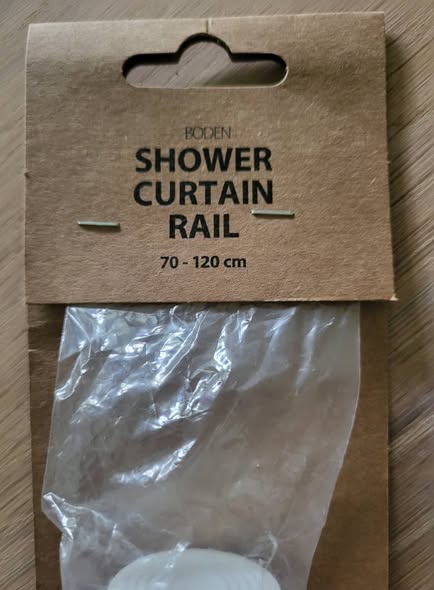 BODEN
SHOWER
CURTAIN
RAIL
70 - 120 cm